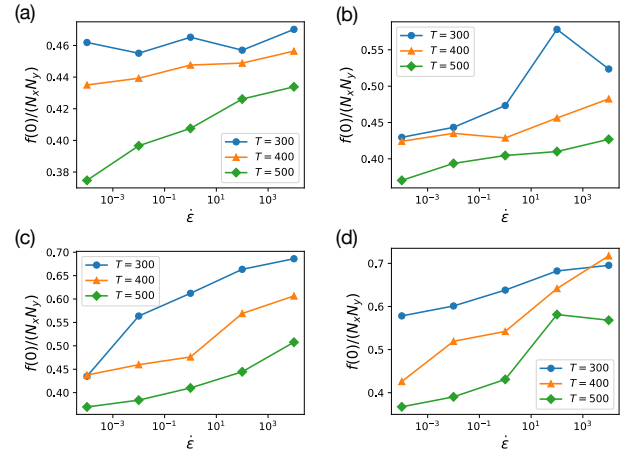 (a)
f(0)/(NₓNᵧ)
0.46
0.44
0.42
0.40
0.38
T = 300
T = 400
T = 500
10⁻³ 10⁻¹ 10¹ 10³
ε̇
(b)
f(0)/(NₓNᵧ)
0.55
0.50
0.45
0.40
T = 300
T = 400
T = 500
10⁻³ 10⁻¹ 10¹ 10³
ε̇
(c)
f(0)/(NₓNᵧ)
0.70
0.65
0.60
0.55
0.50
0.45
0.40
T = 300
T = 400
T = 500
10⁻³ 10⁻¹ 10¹ 10³
ε̇
(d)
f(0)/(NₓNᵧ)
0.7
0.6
0.5
0.4
T = 300
T = 400
T = 500
10⁻³ 10⁻¹ 10¹ 10³
ε̇